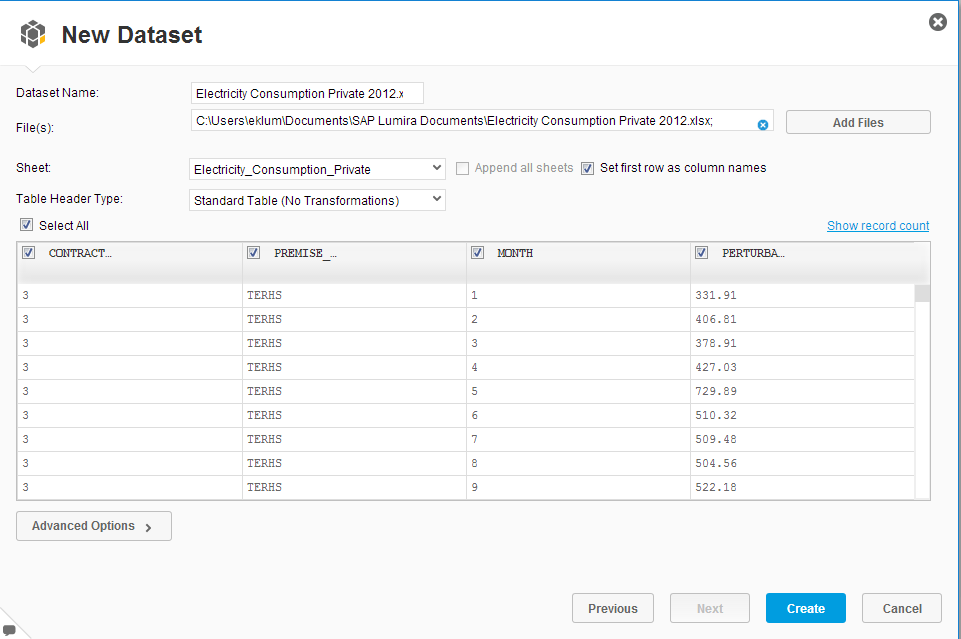 New Dataset
Dataset Name: Electricity Consumption Private 2012.x
File(s): C:\Users\eklum\Documents\SAP Lumira Documents\Electricity Consumption Private 2012.xlsx; Add Files
Sheet: Electricity_Consumption_Private Append all sheets Set first row as column names
Table Header Type: Standard Table (No Transformations)
Select All Show record count
CONTRACT... PREMISE_... MONTH PERTURBA...
3 TERHS 1 331.91
3 TERHS 2 406.81
3 TERHS 3 378.91
3 TERHS 4 427.03
3 TERHS 5 729.89
3 TERHS 6 510.32
3 TERHS 7 509.48
3 TERHS 8 504.56
3 TERHS 9 522.18
Advanced Options
Previous Next Create Cancel